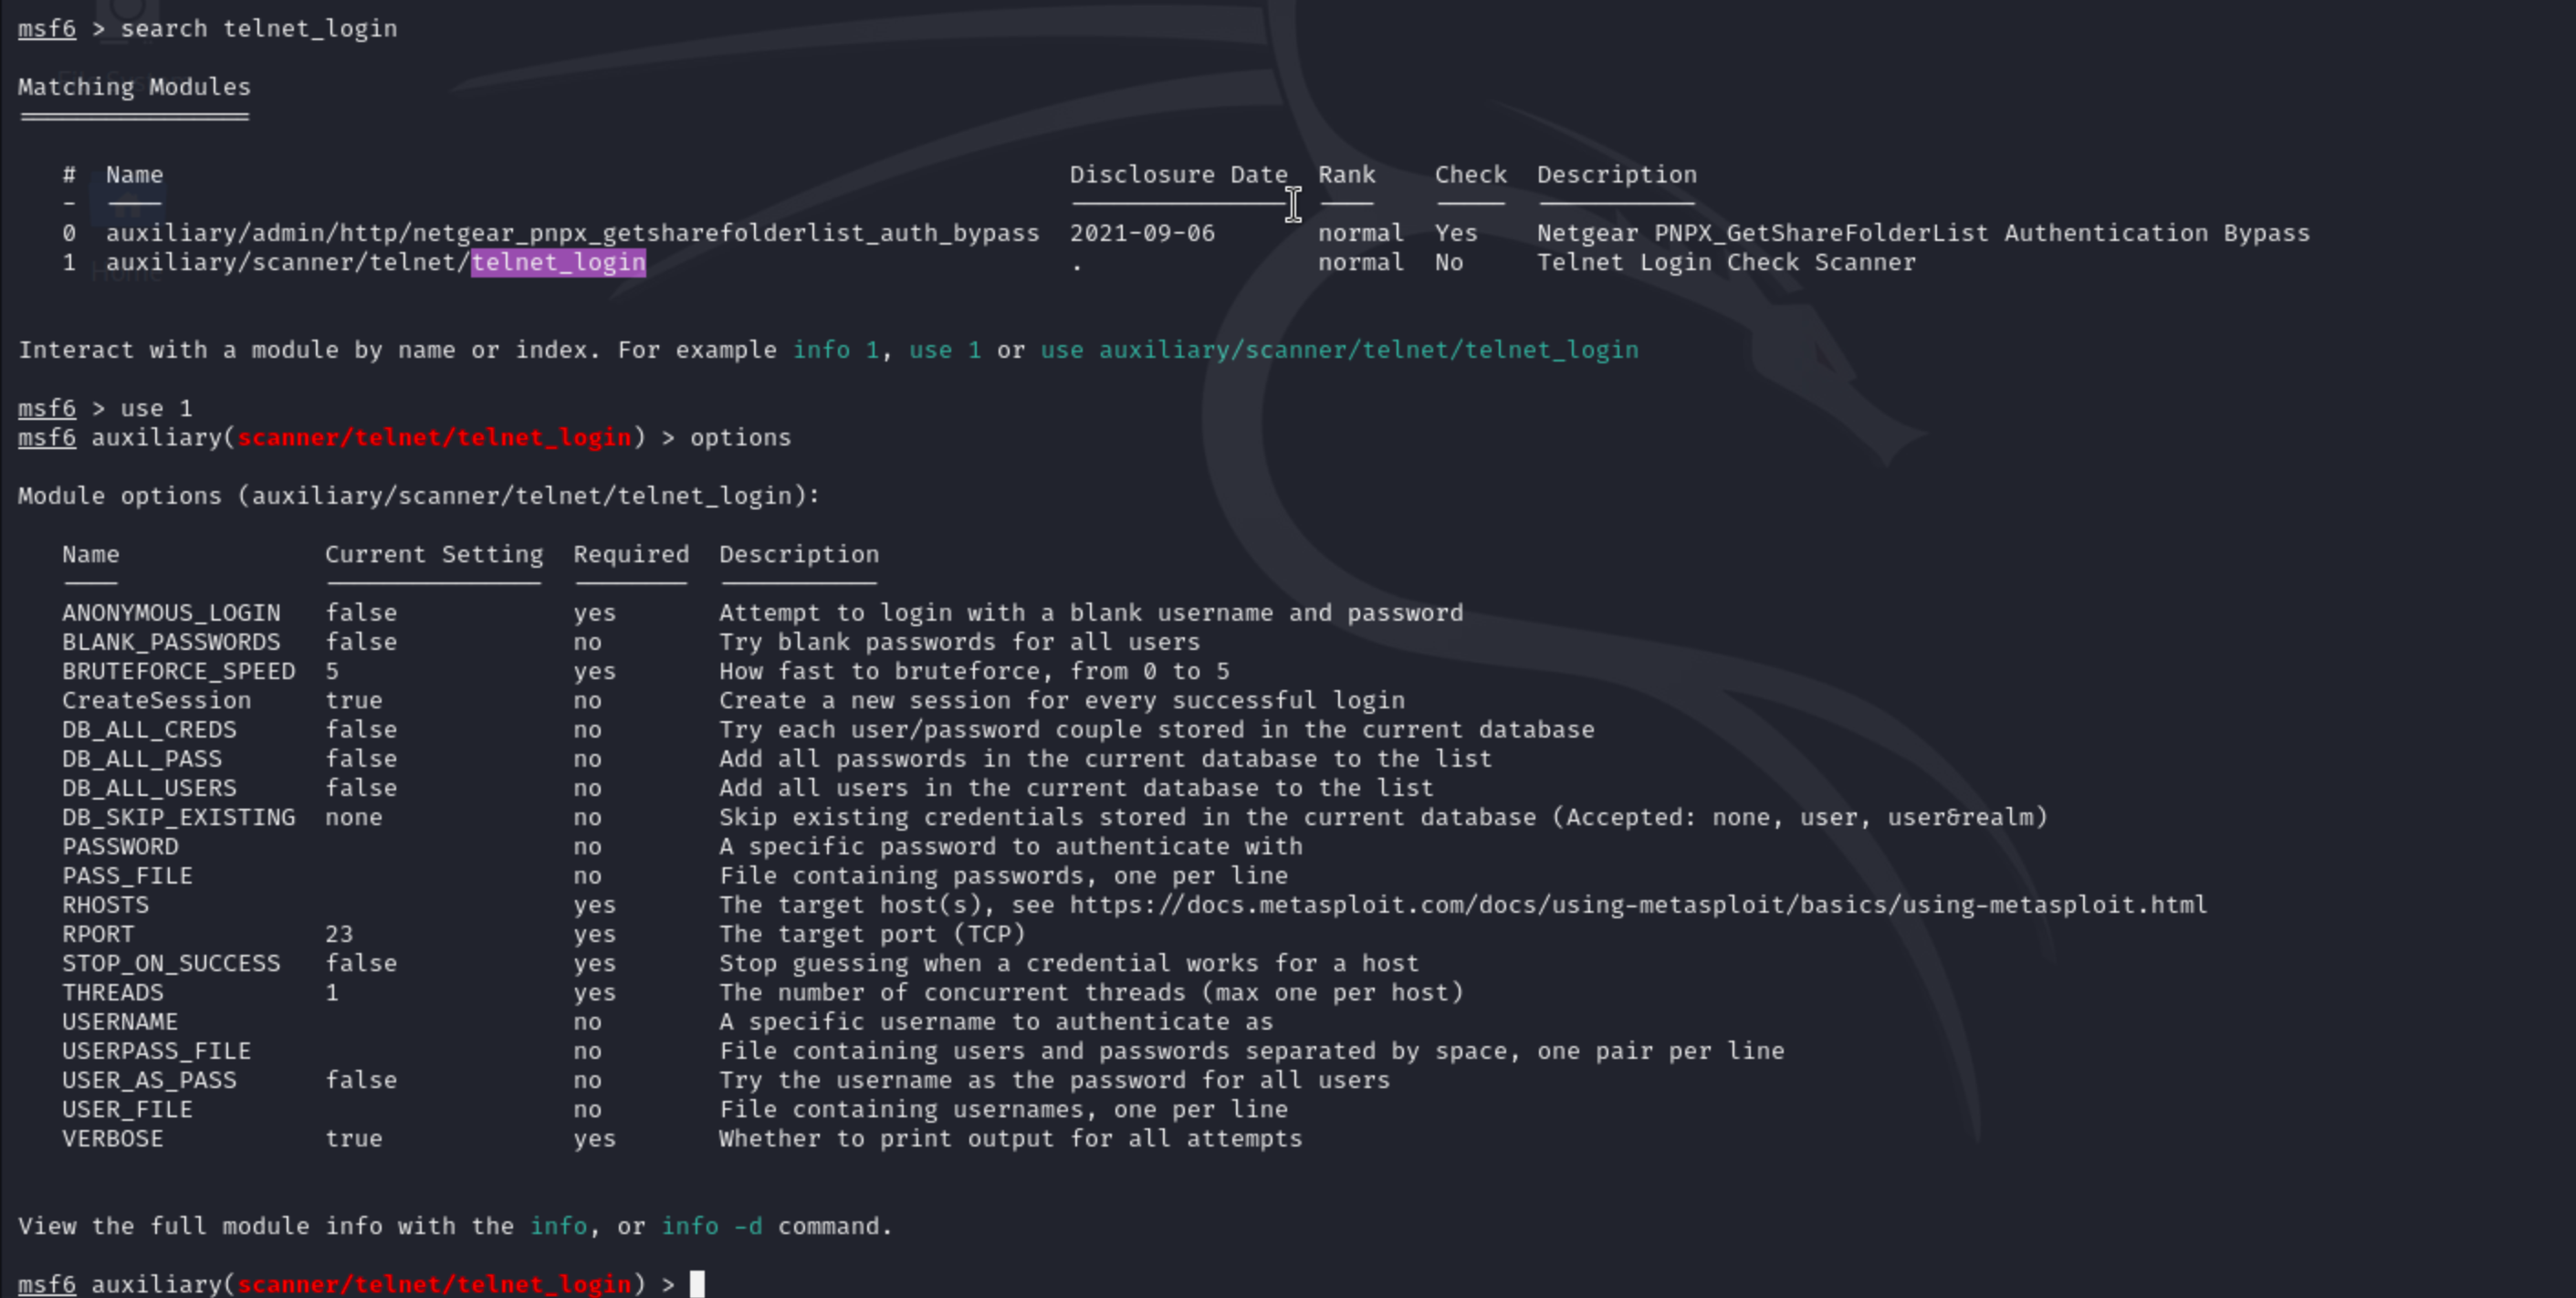 msf6 > search telnet_login
Matching Modules
================
# Name Disclosure Date Rank Check Description
- ---- --------------- ---- ----- -----------
0 auxiliary/admin/http/netgear_pnpx_getsharefolderlist_auth_bypass 2021-09-06 normal Yes Netgear PNPX_GetShareFolderList Authentication Bypass
1 auxiliary/scanner/telnet/telnet_login . normal No Telnet Login Check Scanner
Interact with a module by name or index. For example info 1, use 1 or use auxiliary/scanner/telnet/telnet_login
msf6 > use 1
msf6 auxiliary(scanner/telnet/telnet_login) > options
Module options (auxiliary/scanner/telnet/telnet_login):
Name Current Setting Required Description
---- --------------- -------- -----------
ANONYMOUS_LOGIN false yes Attempt to login with a blank username and password
BLANK_PASSWORDS false no Try blank passwords for all users
BRUTEFORCE_SPEED 5 yes How fast to bruteforce, from 0 to 5
CreateSession true no Create a new session for every successful login
DB_ALL_CREDS false no Try each user/password couple stored in the current database
DB_ALL_PASS false no Add all passwords in the current database to the list
DB_ALL_USERS false no Add all users in the current database to the list
DB_SKIP_EXISTING none no Skip existing credentials stored in the current database (Accepted: none, user, user&realm)
PASSWORD no A specific password to authenticate with
PASS_FILE no File containing passwords, one per line
RHOSTS yes The target host(s), see https://docs.metasploit.com/docs/using-metasploit/basics/using-metasploit.html
RPORT 23 yes The target port (TCP)
STOP_ON_SUCCESS false yes Stop guessing when a credential works for a host
THREADS 1 yes The number of concurrent threads (max one per host)
USERNAME no A specific username to authenticate as
USERPASS_FILE no File containing users and passwords separated by space, one pair per line
USER_AS_PASS false no Try the username as the password for all users
USER_FILE no File containing usernames, one per line
VERBOSE true yes Whether to print output for all attempts
View the full module info with the info, or info -d command.
msf6 auxiliary(scanner/telnet/telnet_login) >